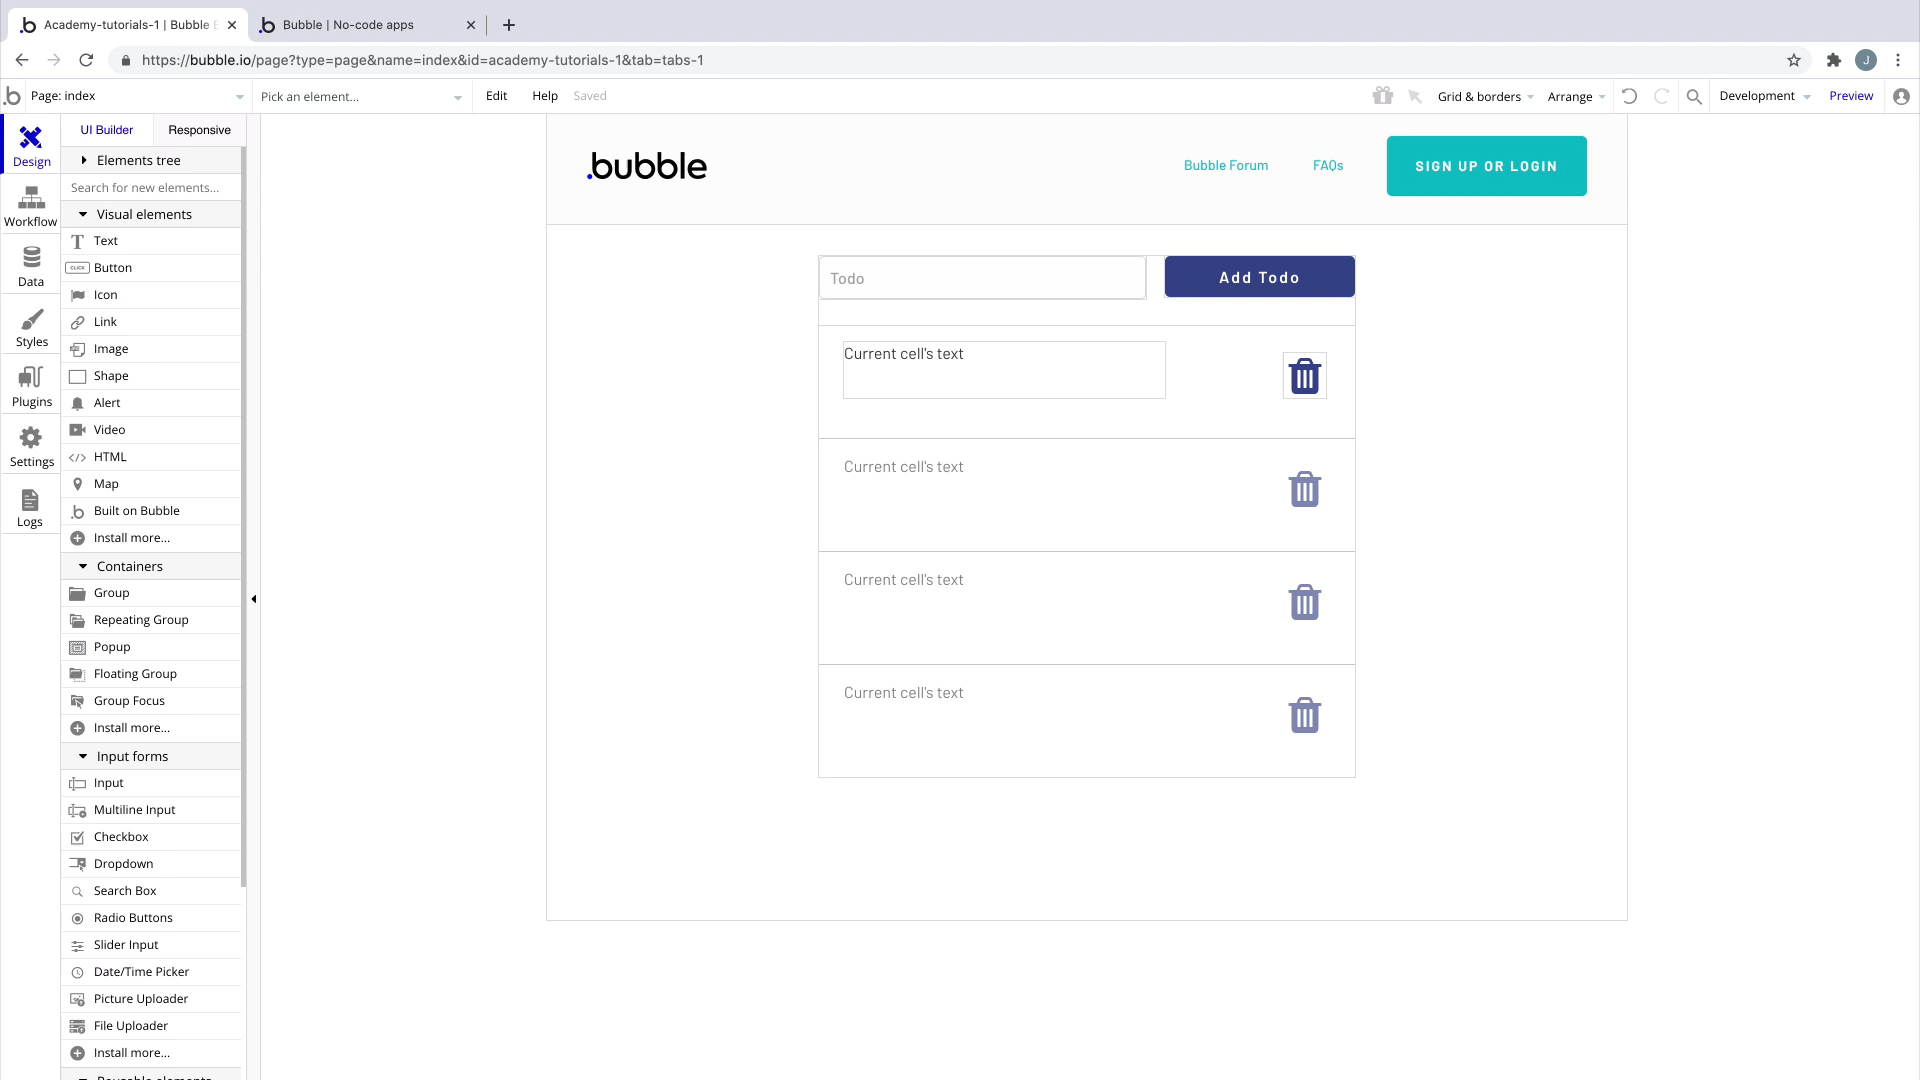 Academy-tutorials-1 | Bubble E
Bubble | No-code apps
https://bubble.io/page?type=page&name=index&id=academy-tutorials-1&tab=tabs-1
J
Page: index
Pick an element...
Edit
Help
Saved
Grid & borders
Arrange
Development
Preview
Design
Workflow
Data
Styles
Plugins
Settings
Logs
UI Builder
Responsive
Elements tree
Search for new elements...
Visual elements
Text
CLICK Button
Icon
Link
Image
Shape
Alert
Video
HTML
Map
Built on Bubble
Install more...
Containers
Group
Repeating Group
Popup
Floating Group
Group Focus
Install more...
Input forms
Input
Multiline Input
Checkbox
Dropdown
Search Box
Radio Buttons
Slider Input
Date/Time Picker
Picture Uploader
File Uploader
Install more...
Reusable elements
.bubble
Bubble Forum
FAQs
SIGN UP OR LOGIN
Todo
Add Todo
Current cell's text
Current cell's text
Current cell's text
Current cell's text